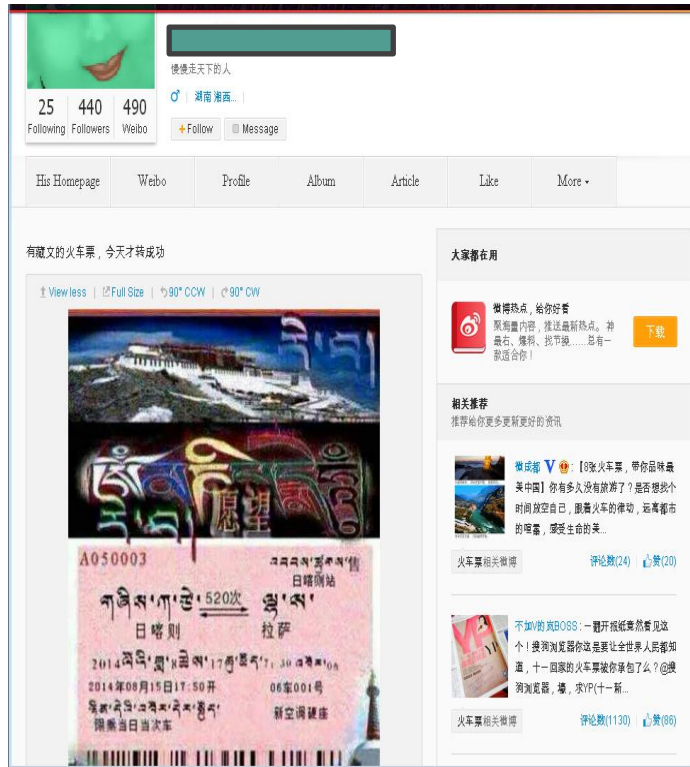 慢慢走天下的人
湖南 湘西...
25 440 490
Following Followers Weibo
+Follow Message
His Homepage Weibo Profile Album Article Like More
有藏文的火车票，今天才转成功
View less | Full Size | 90° CCW | 90° CW
愿望
A050003
售
日喀则站
གཞིས་ཀ་རྩེ་ 520次 ལྷ་ས་
日喀则 拉萨
2014年08月15日17:50开 06车001号
新空调硬座
限乘当日当次车
大家都在用
微博热点，给你好看
聚海量内容，推送最新热点。神
最右、爆料、找节操......总有一
款适合你！
下载
相关推荐
推荐给你更多更新更好的资讯
微成都 V ：【8张火车票，带你品味最
美中国】你有多久没有旅游了？是否想找个
时间放空自己，跟着火车的律动，远离都市
的喧嚣，感受生命的美...
火车票相关微博 评论数(24) | 赞(20)
不加V的岚BOSS：一翻开报纸竟然看见这
个！搜狗浏览器你这是要让全世界人民都知
道，十一回家的火车票被你承包了么？@搜
狗浏览器，壕，求YP(十一新...
火车票相关微博 评论数(1130) | 赞(86)